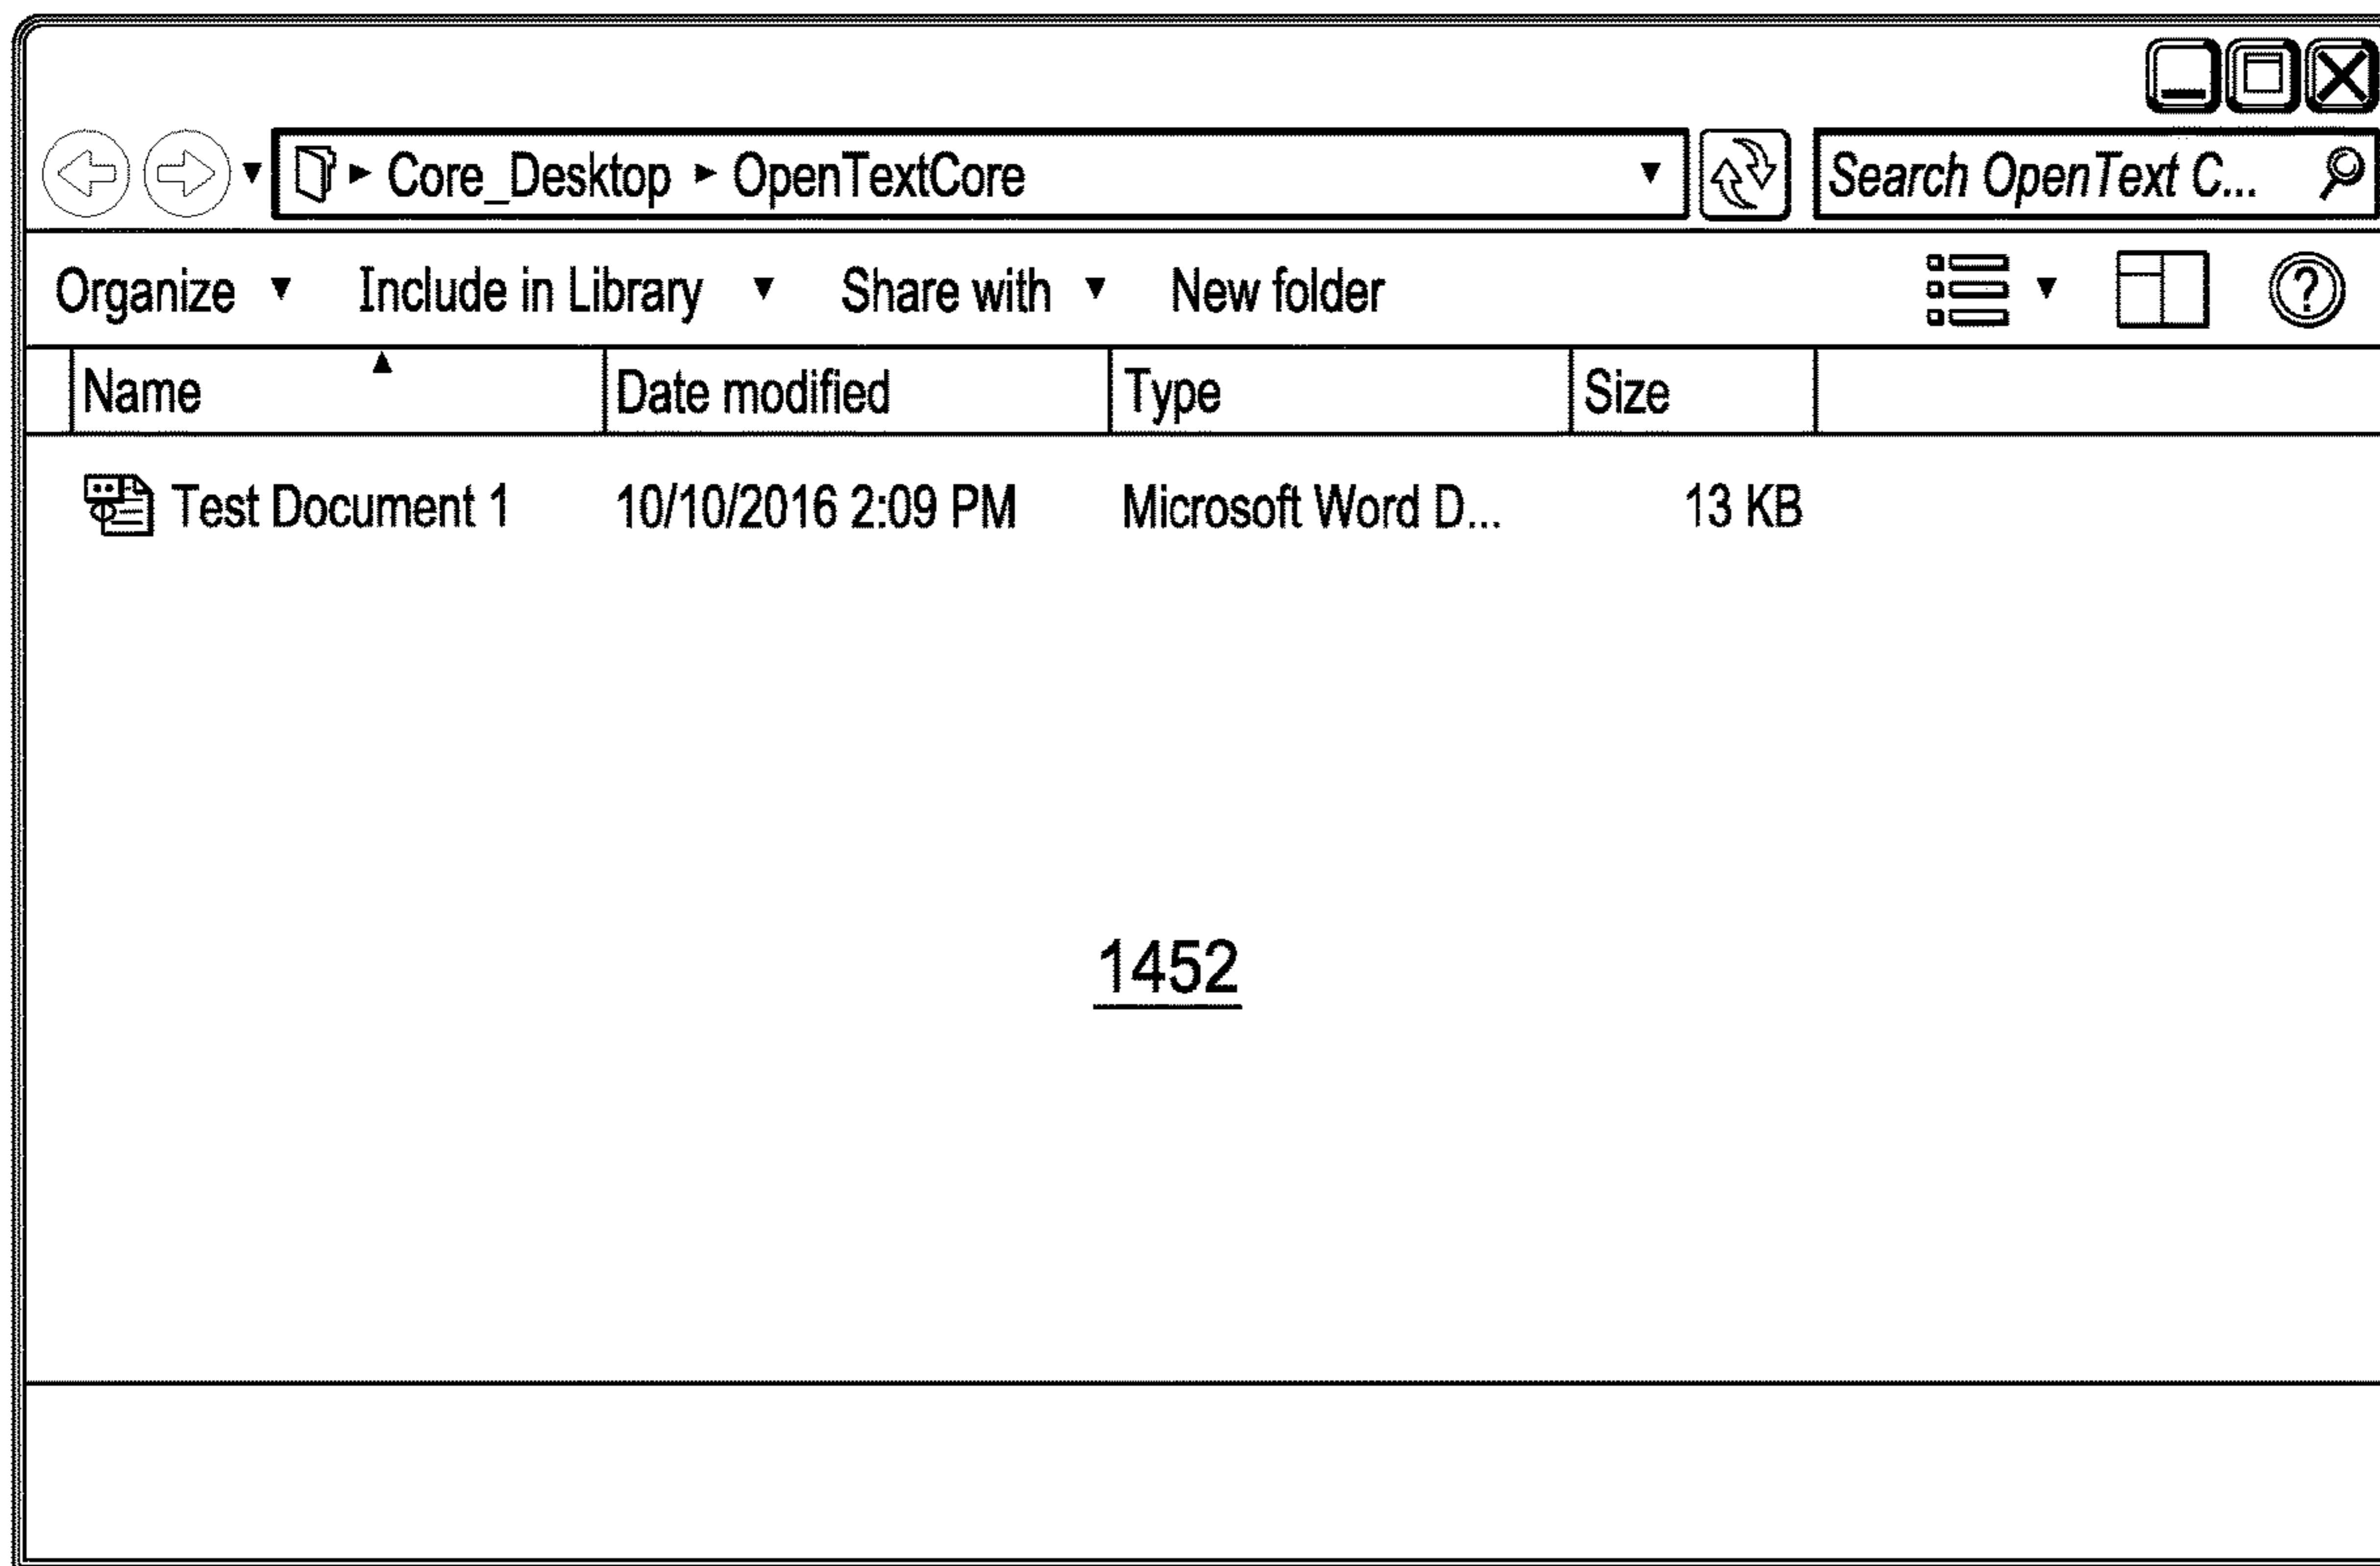 Core_Desktop OpenTextCore Search OpenText C...
Organize Include in Library Share with New folder ?
Name Date modified Type Size
Test Document 1 10/10/2016 2:09 PM Microsoft Word D... 13 KB
1452